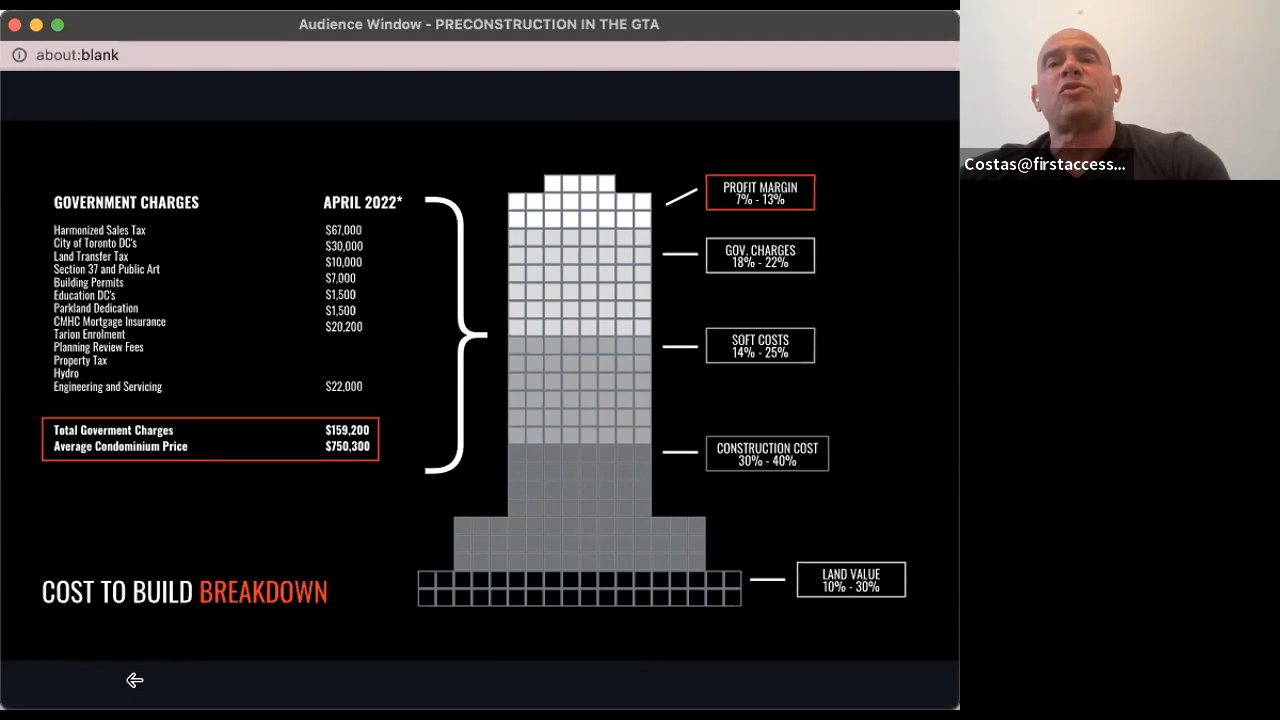 Audience Window - PRECONSTRUCTION IN THE GTA
about:blank
Costas@firstaccess...
GOVERNMENT CHARGES APRIL 2022*
Harmonized Sales Tax $67,000
City of Toronto DC's $30,000
Land Transfer Tax $10,000
Section 37 and Public Art $7,000
Building Permits $1,500
Education DC's $1,500
Parkland Dedication $20,200
CMHC Mortgage Insurance
Tarion Enrolment
Planning Review Fees
Property Tax
Hydro
Engineering and Servicing $22,000
Total Goverment Charges $159,200
Average Condominium Price $750,300
PROFIT MARGIN
7% - 13%
GOV. CHARGES
18% - 22%
SOFT COSTS
14% - 25%
CONSTRUCTION COST
30% - 40%
LAND VALUE
10% - 30%
COST TO BUILD BREAKDOWN